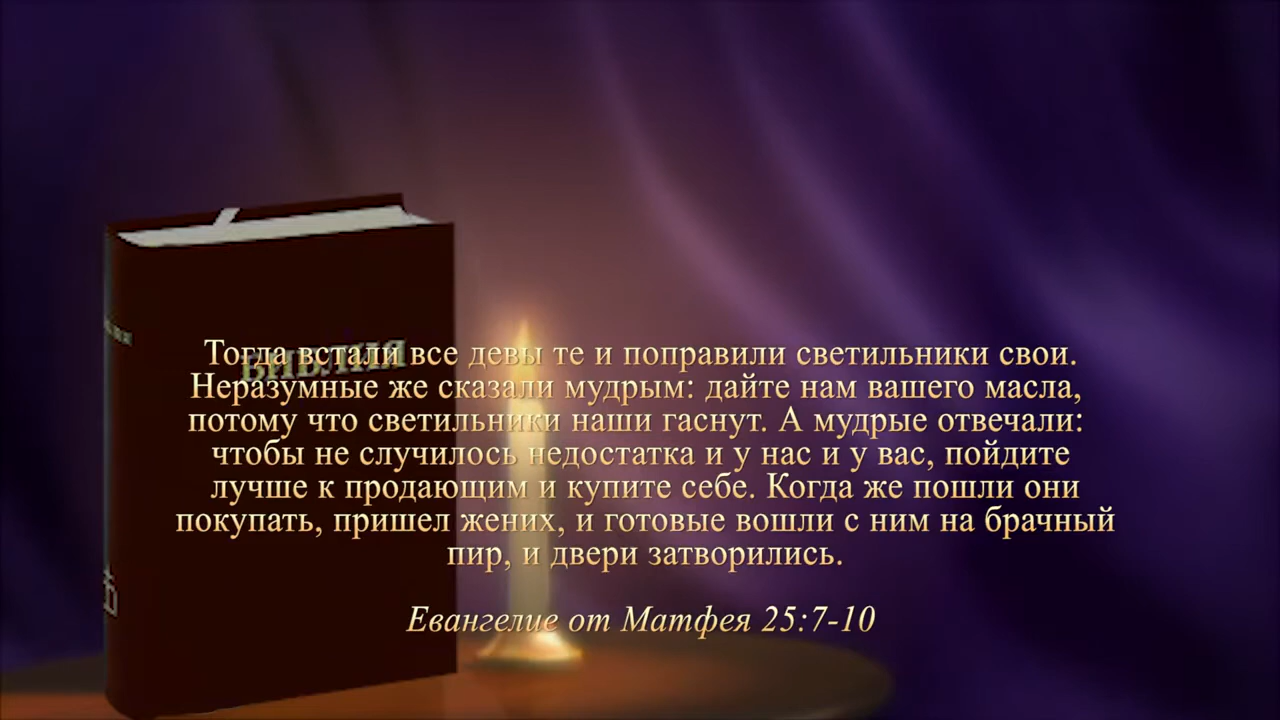 БИБЛИЯ
Тогда встали все девы те и поправили светильники свои.
Неразумные же сказали мудрым: дайте нам вашего масла,
потому что светильники наши гаснут. А мудрые отвечали:
чтобы не случилось недостатка и у нас и у вас, пойдите
лучше к продающим и купите себе. Когда же пошли они
покупать, пришел жених, и готовые вошли с ним на брачный
пир, и двери затворились.
Евангелие от Матфея 25:7-10